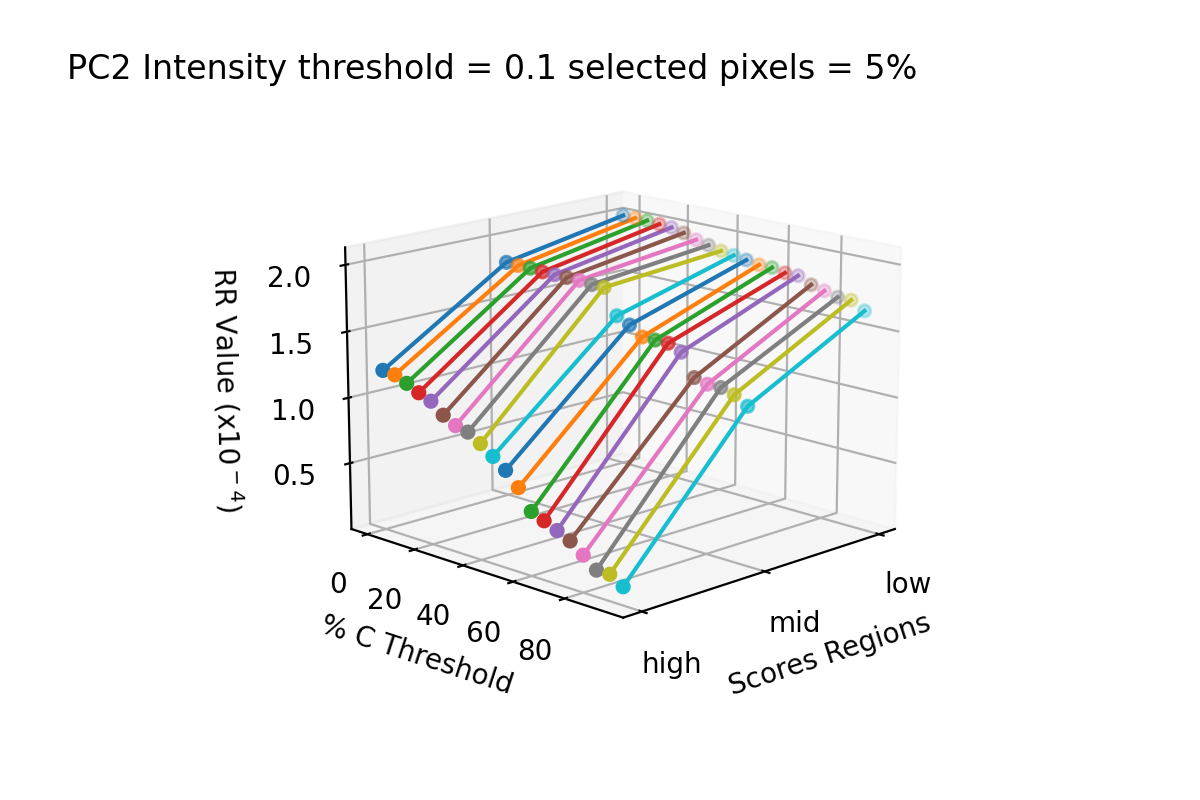 PC2 Intensity threshold = 0.1 selected pixels = 5%
2.0
1.5
1.0
0.5
RR Value (x10⁻⁴)
0
20
40
60
80
% C Threshold
high
mid
low
Scores Regions